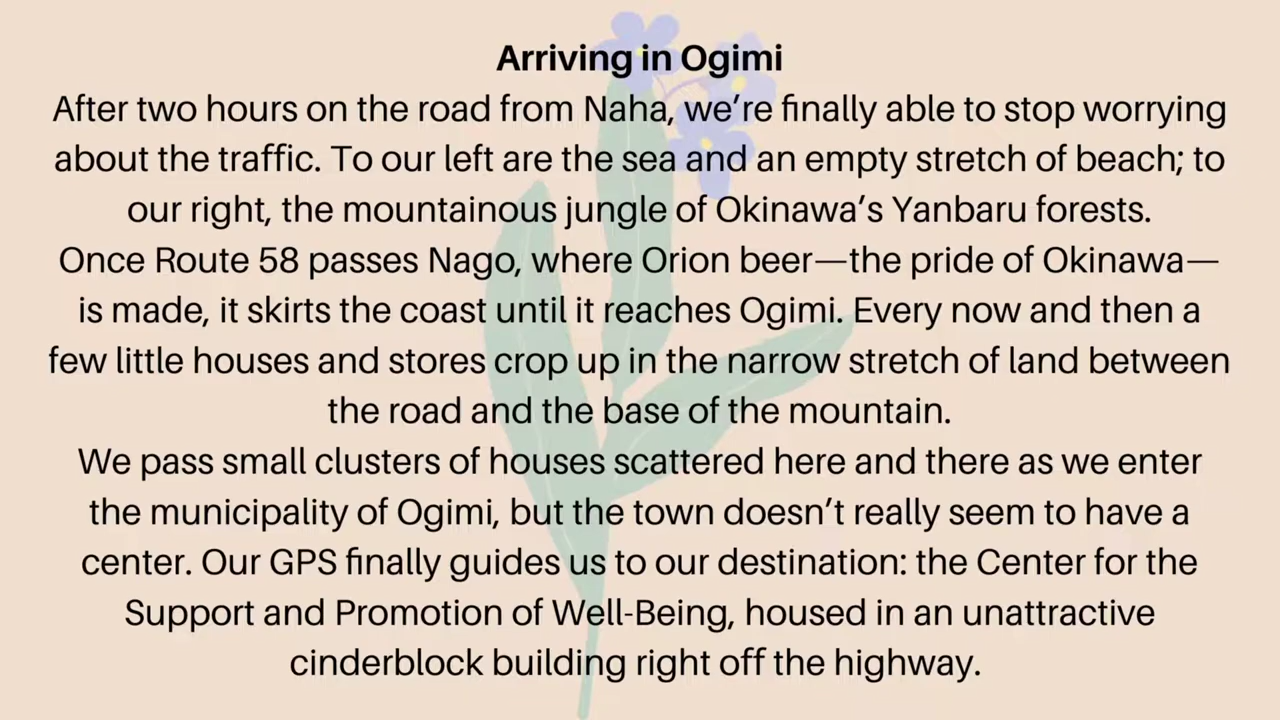 Arriving in Ogimi
After two hours on the road from Naha, we’re finally able to stop worrying
about the traffic. To our left are the sea and an empty stretch of beach; to
our right, the mountainous jungle of Okinawa’s Yanbaru forests.
Once Route 58 passes Nago, where Orion beer—the pride of Okinawa—
is made, it skirts the coast until it reaches Ogimi. Every now and then a
few little houses and stores crop up in the narrow stretch of land between
the road and the base of the mountain.
We pass small clusters of houses scattered here and there as we enter
the municipality of Ogimi, but the town doesn’t really seem to have a
center. Our GPS finally guides us to our destination: the Center for the
Support and Promotion of Well-Being, housed in an unattractive
cinderblock building right off the highway.